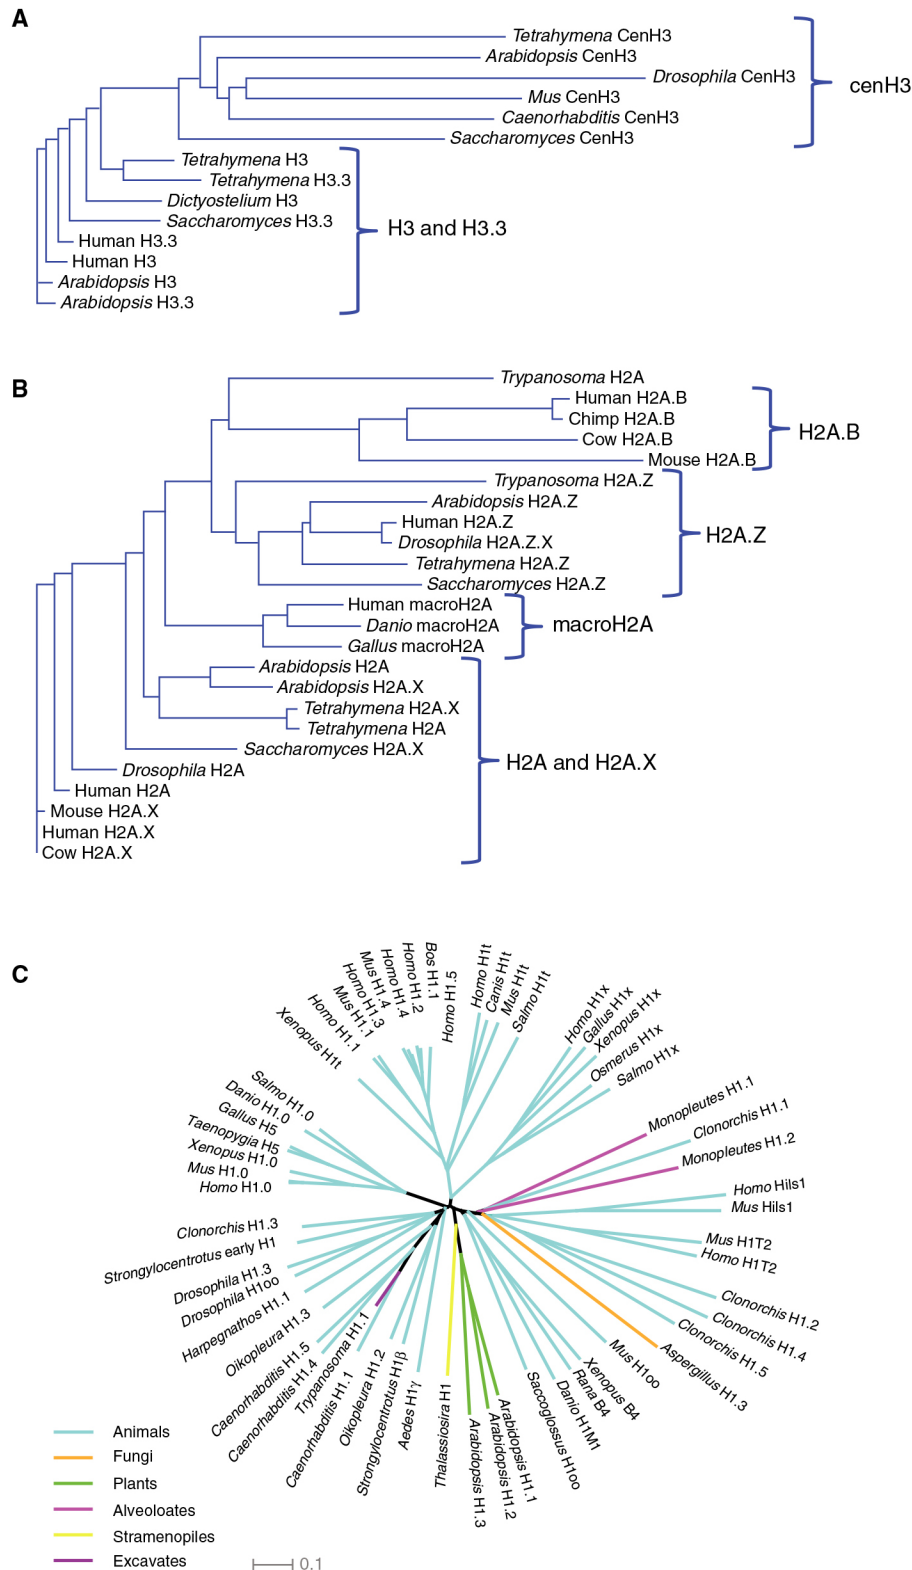 A
Tetrahymena CenH3
Arabidopsis CenH3
Drosophila CenH3
Mus CenH3
Caenorhabditis CenH3
Saccharomyces CenH3
cenH3
Tetrahymena H3
Tetrahymena H3.3
Dictyostelium H3
Saccharomyces H3.3
Human H3.3
Human H3
Arabidopsis H3
Arabidopsis H3.3
H3 and H3.3
B
Trypanosoma H2A
Human H2A.B
Chimp H2A.B
Cow H2A.B
Mouse H2A.B
H2A.B
Trypanosoma H2A.Z
Arabidopsis H2A.Z
Human H2A.Z
Drosophila H2A.Z.X
Tetrahymena H2A.Z
Saccharomyces H2A.Z
H2A.Z
Human macroH2A
Danio macroH2A
Gallus macroH2A
macroH2A
Arabidopsis H2A
Arabidopsis H2A.X
Tetrahymena H2A.X
Tetrahymena H2A
Saccharomyces H2A.X
Drosophila H2A
Human H2A
Mouse H2A.X
Human H2A.X
Cow H2A.X
H2A and H2A.X
C
Homo H1.0
Mus H1.0
Xenopus H1.0
Taenopygia H5
Gallus H5
Danio H1.0
Salmo H1.0
Xenopus H1t
Homo H1.1
Mus H1.1
Homo H1.3
Mus H1.4
Homo H1.4
Homo H1.2
Bos H1.1
Homo H1.5
Homo H1t
Canis H1t
Mus H1t
Salmo H1t
Homo H1x
Gallus H1x
Xenopus H1x
Osmerus H1x
Salmo H1x
Monopleutes H1.1
Clonorchis H1.1
Monopleutes H1.2
Homo Hils1
Mus Hils1
Mus H1T2
Homo H1T2
Clonorchis H1.2
Clonorchis H1.4
Clonorchis H1.5
Aspergillus H1.3
Mus H1oo
Xenopus B4
Rana B4
Danio H1M1
Saccoglossus H1oo
Arabidopsis H1.1
Arabidopsis H1.2
Arabidopsis H1.3
Thalassiosira H1
Aedes H1γ
Strongylocentrotus H1β
Oikopleura H1.2
Caenorhabditis H1.1
Trypanosoma H1.1
Caenorhabditis H1.4
Caenorhabditis H1.5
Oikopleura H1.3
Harpegnathos H1.1
Drosophila H1oo
Drosophila H1.3
Strongylocentrotus early H1
Clonorchis H1.3
Animals
Fungi
Plants
Alveoloates
Stramenopiles
Excavates
0.1